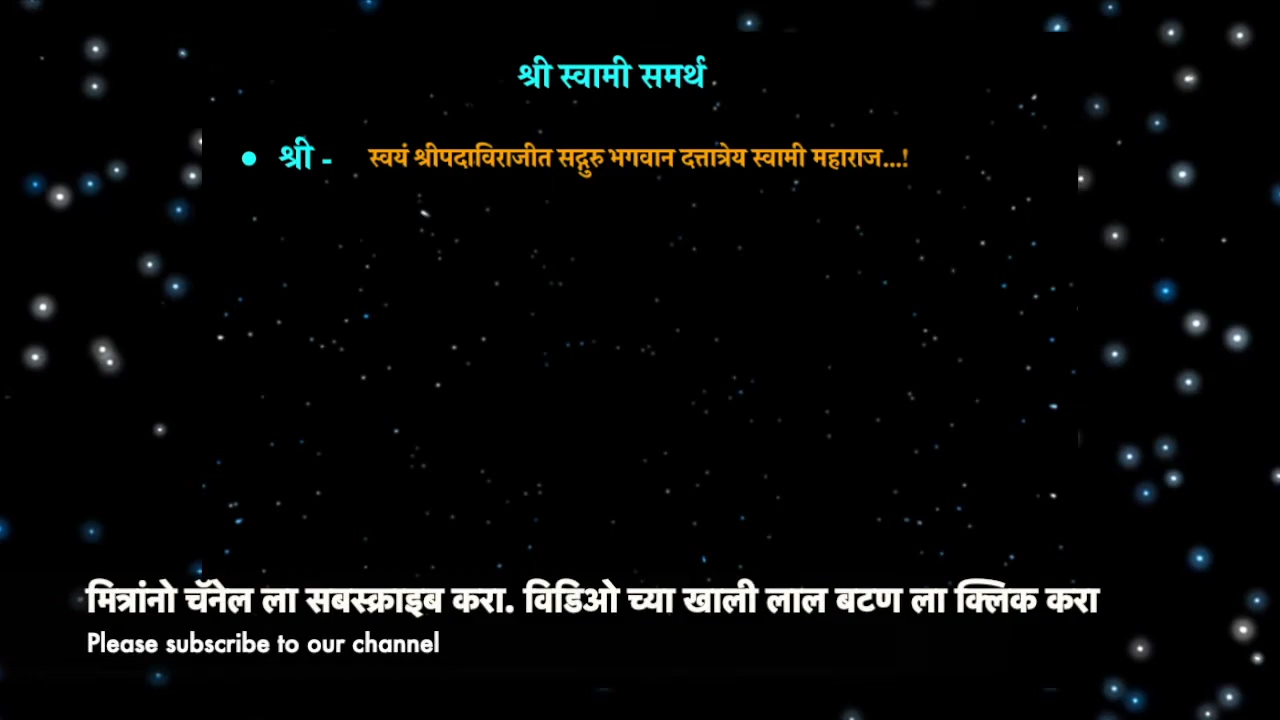 श्री स्वामी समर्थ
• श्री - स्वयं श्रीपदाविराजीत सद्गुरु भगवान दत्तात्रेय स्वामी महाराज...!
मित्रांनो चॅनेल ला सबस्क्राइब करा. विडिओ च्या खाली लाल बटण ला क्लिक करा
Please subscribe to our channel